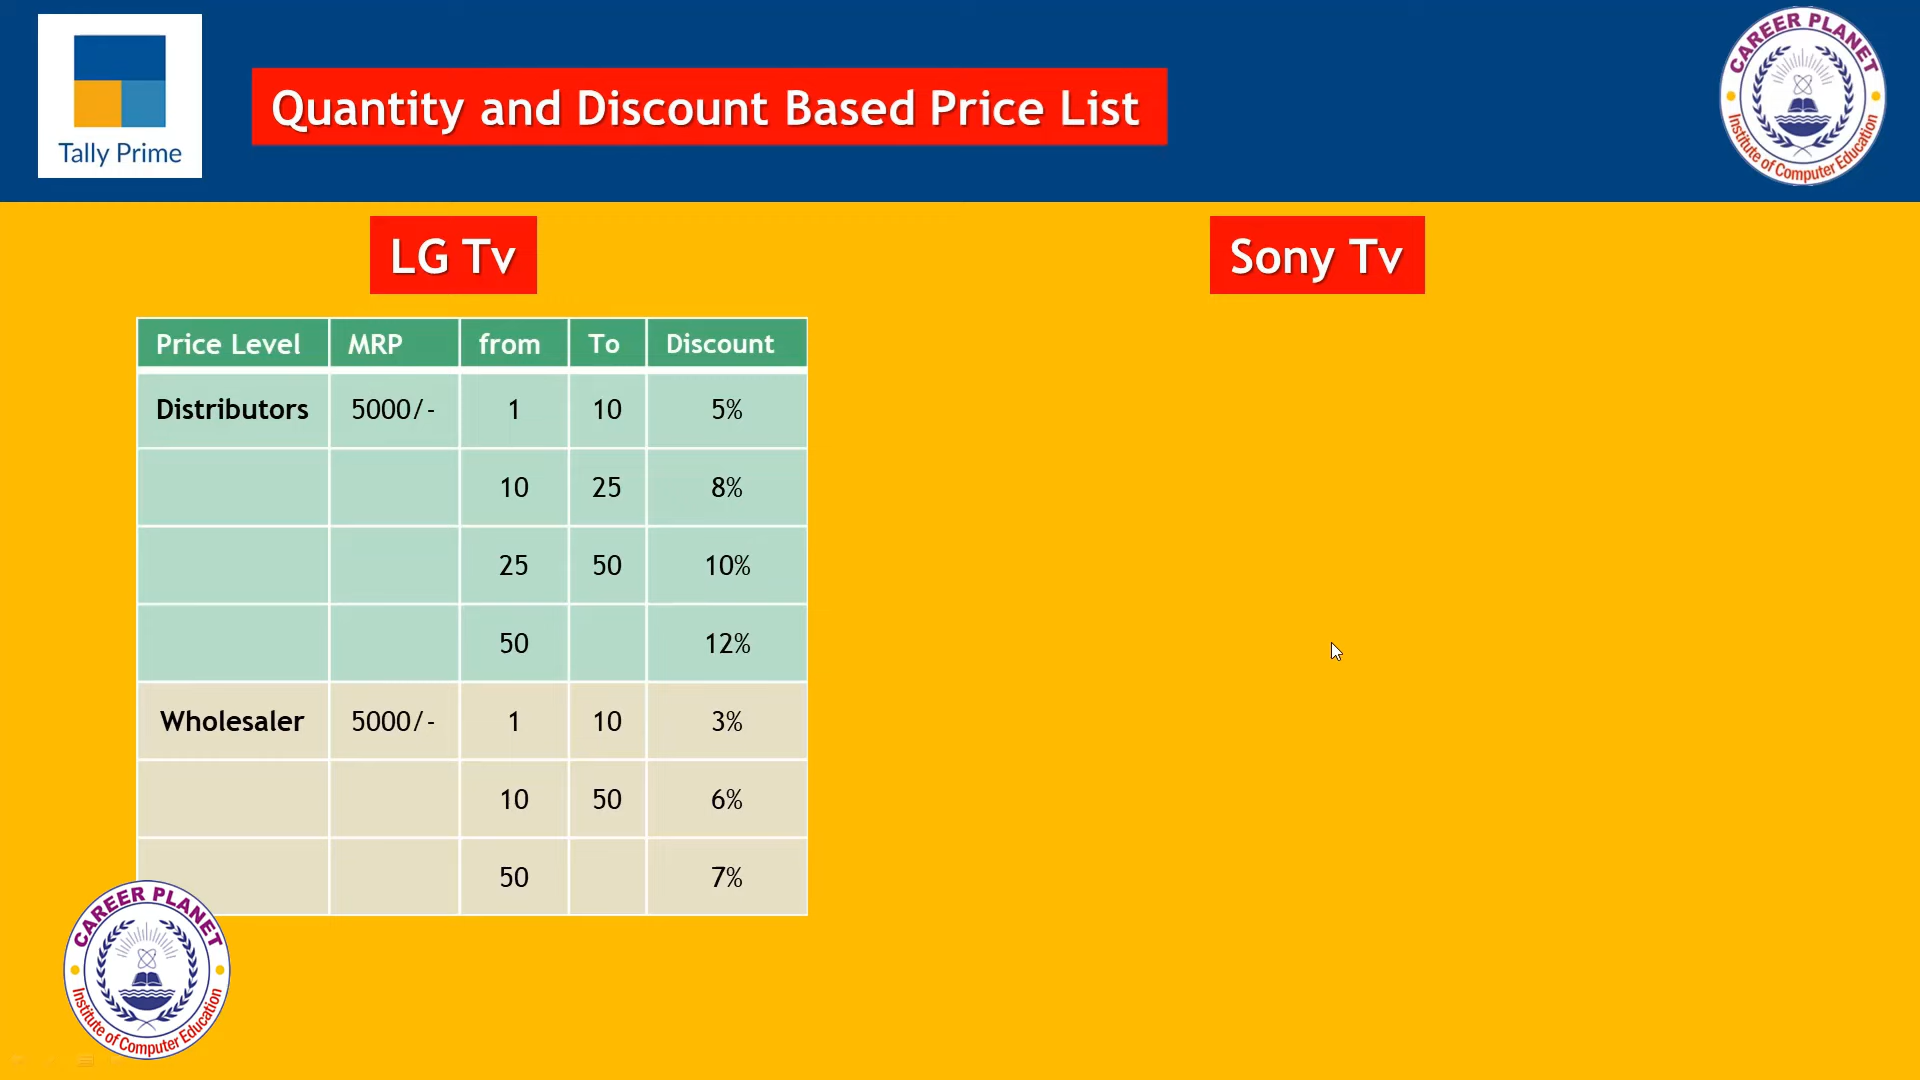 Tally Prime
Quantity and Discount Based Price List
CAREER PLANET
Institute of Computer Education
LG Tv
Sony Tv
Price Level MRP from To Discount
Distributors 5000/- 1 10 5%
10 25 8%
25 50 10%
50 12%
Wholesaler 5000/- 1 10 3%
10 50 6%
50 7%
CAREER PLANET
Institute of Computer Education